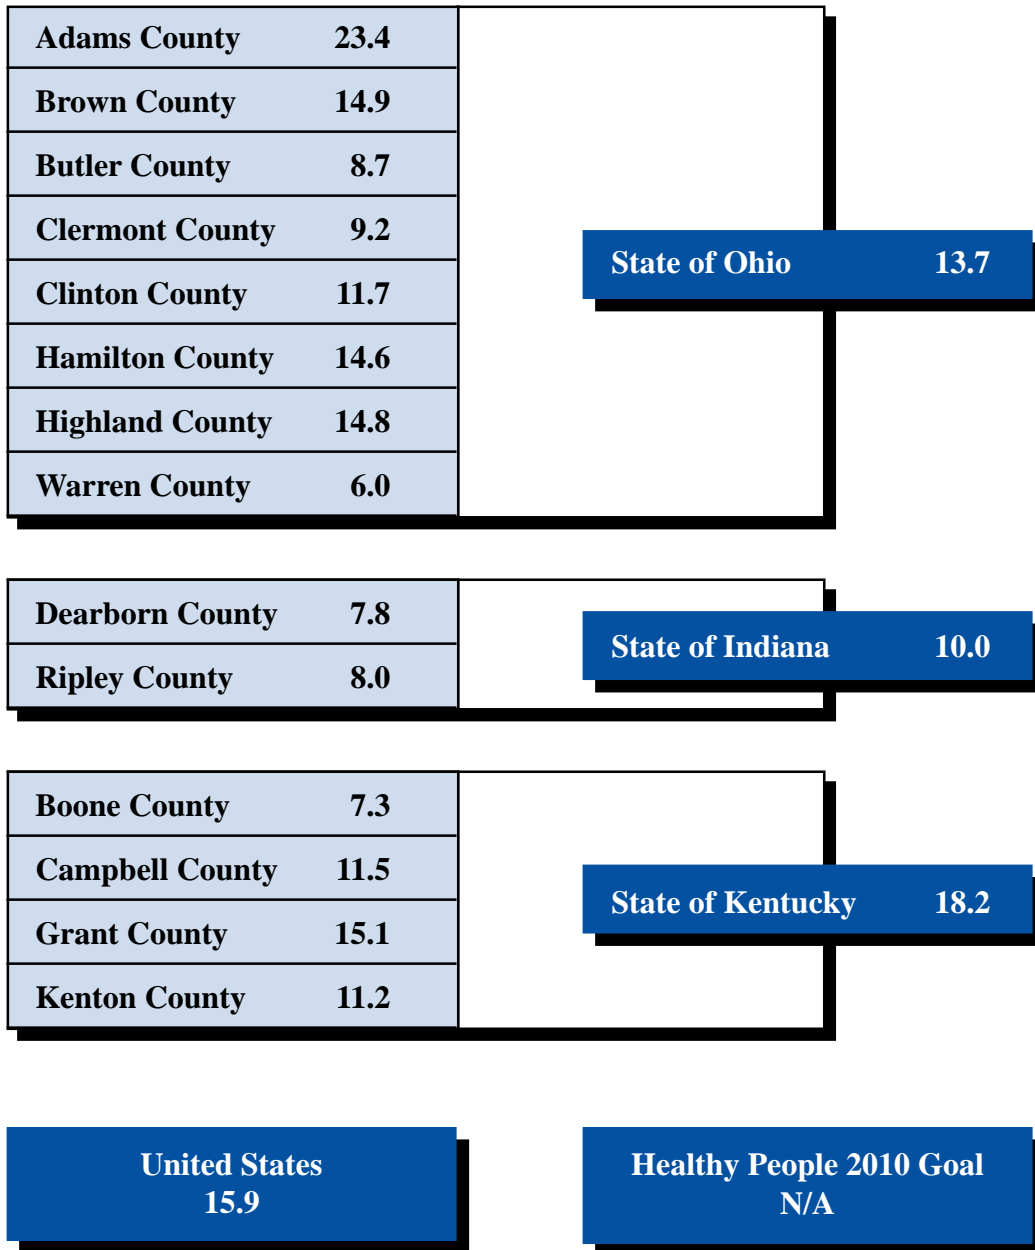 Adams County 23.4
Brown County 14.9
Butler County 8.7
Clermont County 9.2
Clinton County 11.7
Hamilton County 14.6
Highland County 14.8
Warren County 6.0
State of Ohio 13.7
Dearborn County 7.8
Ripley County 8.0
State of Indiana 10.0
Boone County 7.3
Campbell County 11.5
Grant County 15.1
Kenton County 11.2
State of Kentucky 18.2
United States
15.9
Healthy People 2010 Goal
N/A